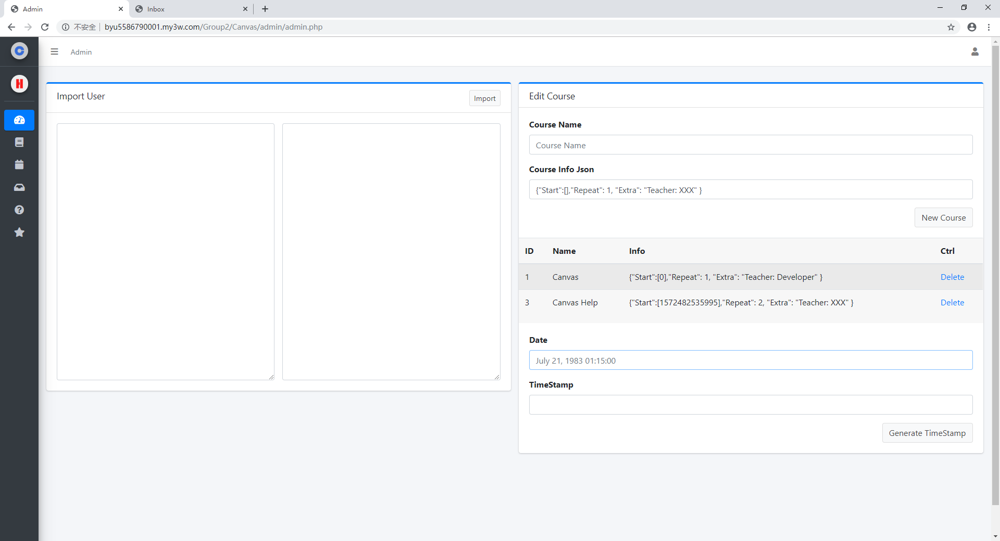 Admin
Inbox
不安全
byu5586790001.my3w.com/Group2/Canvas/admin/admin.php
Admin
Import User
Import
Edit Course
Course Name
Course Name
Course Info Json
{"Start":[],"Repeat": 1, "Extra": "Teacher: XXX" }
New Course
ID Name Info Ctrl
1 Canvas {"Start":[0],"Repeat": 1, "Extra": "Teacher: Developer" } Delete
3 Canvas Help {"Start":[1572482535995],"Repeat": 2, "Extra": "Teacher: XXX" } Delete
Date
July 21, 1983 01:15:00
TimeStamp
Generate TimeStamp